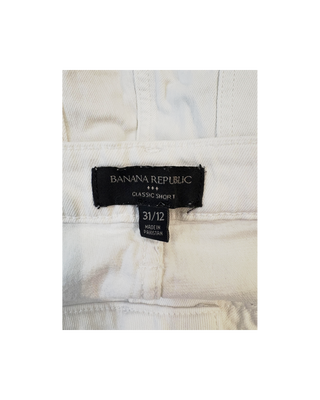 BANANA REPUBLIC
CLASSIC SHORT
31/12
MADE IN
PAKISTAN